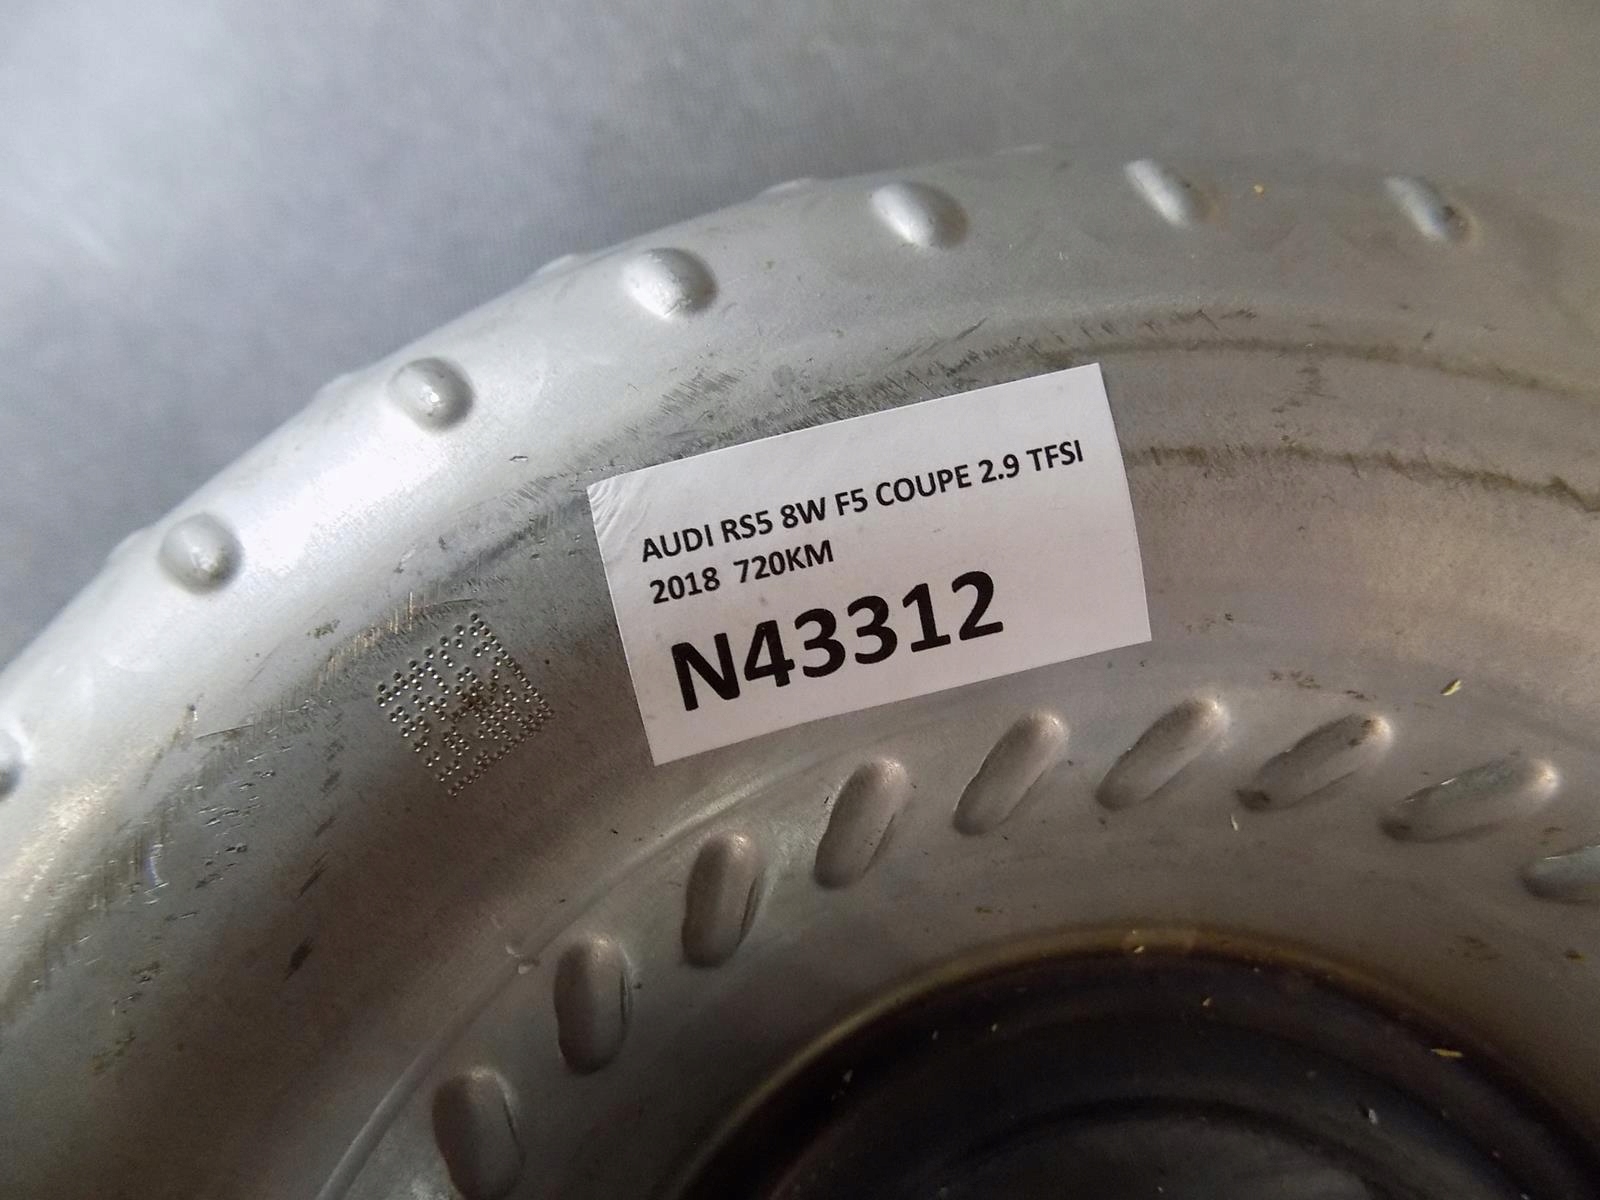 AUDI RS5 8W F5 COUPE 2.9 TFSI
2018 720KM
N43312